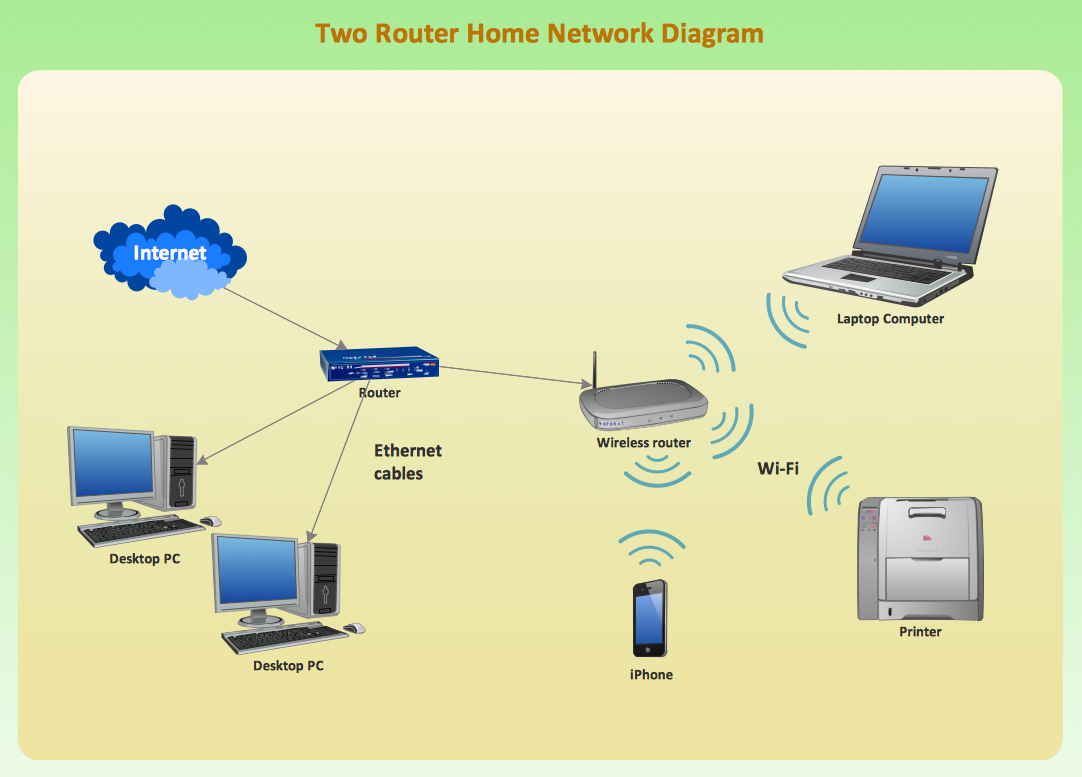 Two Router Home Network Diagram
Internet
Laptop Computer
Router
Wireless router
Ethernet
cables
Wi-Fi
Desktop PC
Printer
Desktop PC
iPhone